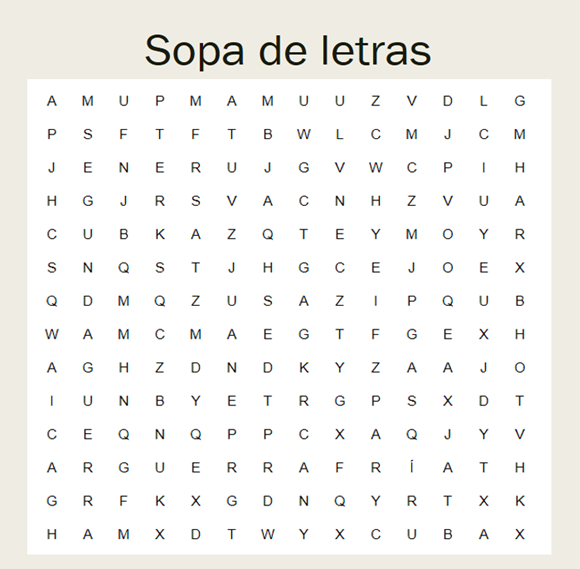 Sopa de letras
A M U P M A M U U Z V D L G
P S F T F T B W L C M J C M
J E N E R U J G V W C P I H
H G J R S V A C N H Z V U A
C U B K A Z Q T E Y M O Y R
S N Q S T J H G C E J O E X
Q D M Q Z U S A Z I P Q U B
W A M C M A E G T F G E X H
A G H Z D N D K Y Z A A J O
I U N B Y E T R G P S X D T
C E Q N Q P P C X A Q J Y V
A R G U E R R A F R Í A T H
G R F K X G D N Q Y R T X K
H A M X D T W Y X C U B A X